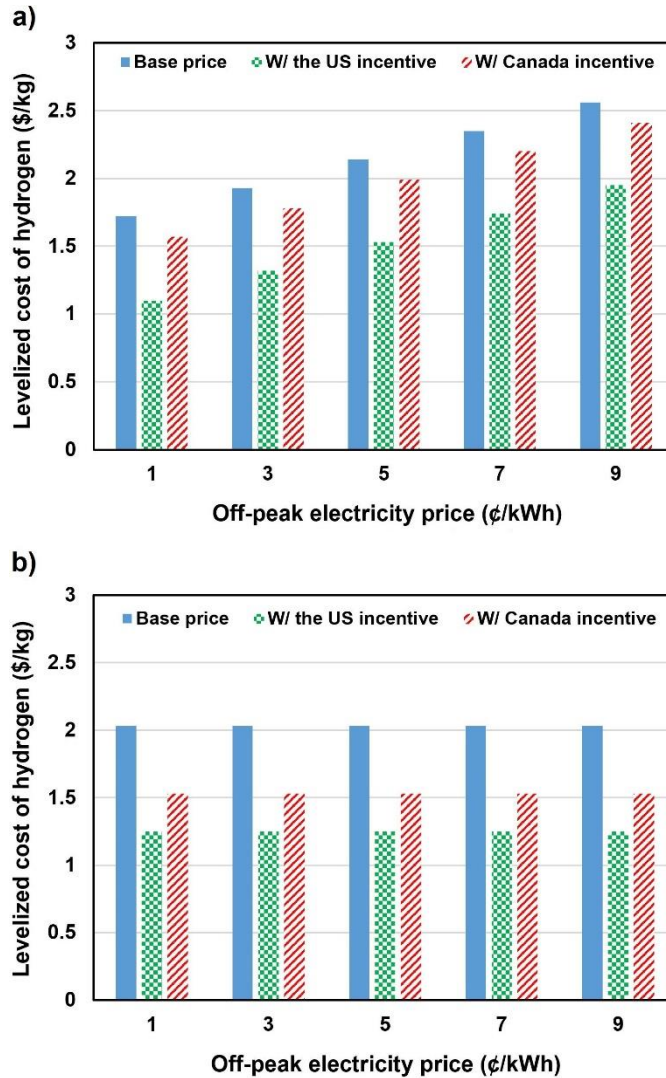 a)
3
Base price W/ the US incentive W/ Canada incentive
2.5
2
1.5
1
0.5
0
Levelized cost of hydrogen ($/kg)
1 3 5 7 9
Off-peak electricity price (¢/kWh)
b)
3
Base price W/ the US incentive W/ Canada incentive
2.5
2
1.5
1
0.5
0
Levelized cost of hydrogen ($/kg)
1 3 5 7 9
Off-peak electricity price (¢/kWh)